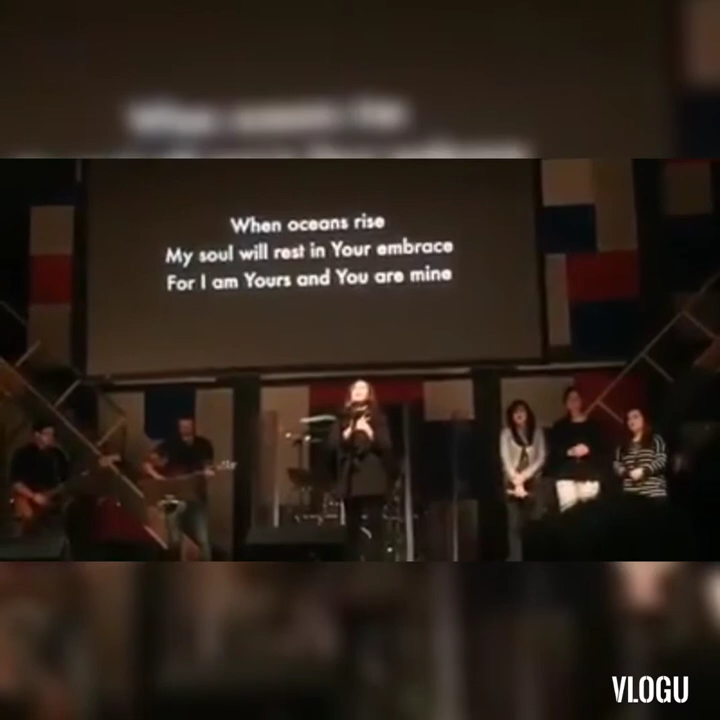 When oceans rise
My soul will rest in Your embrace
For I am Yours and You are mine
VLOGU